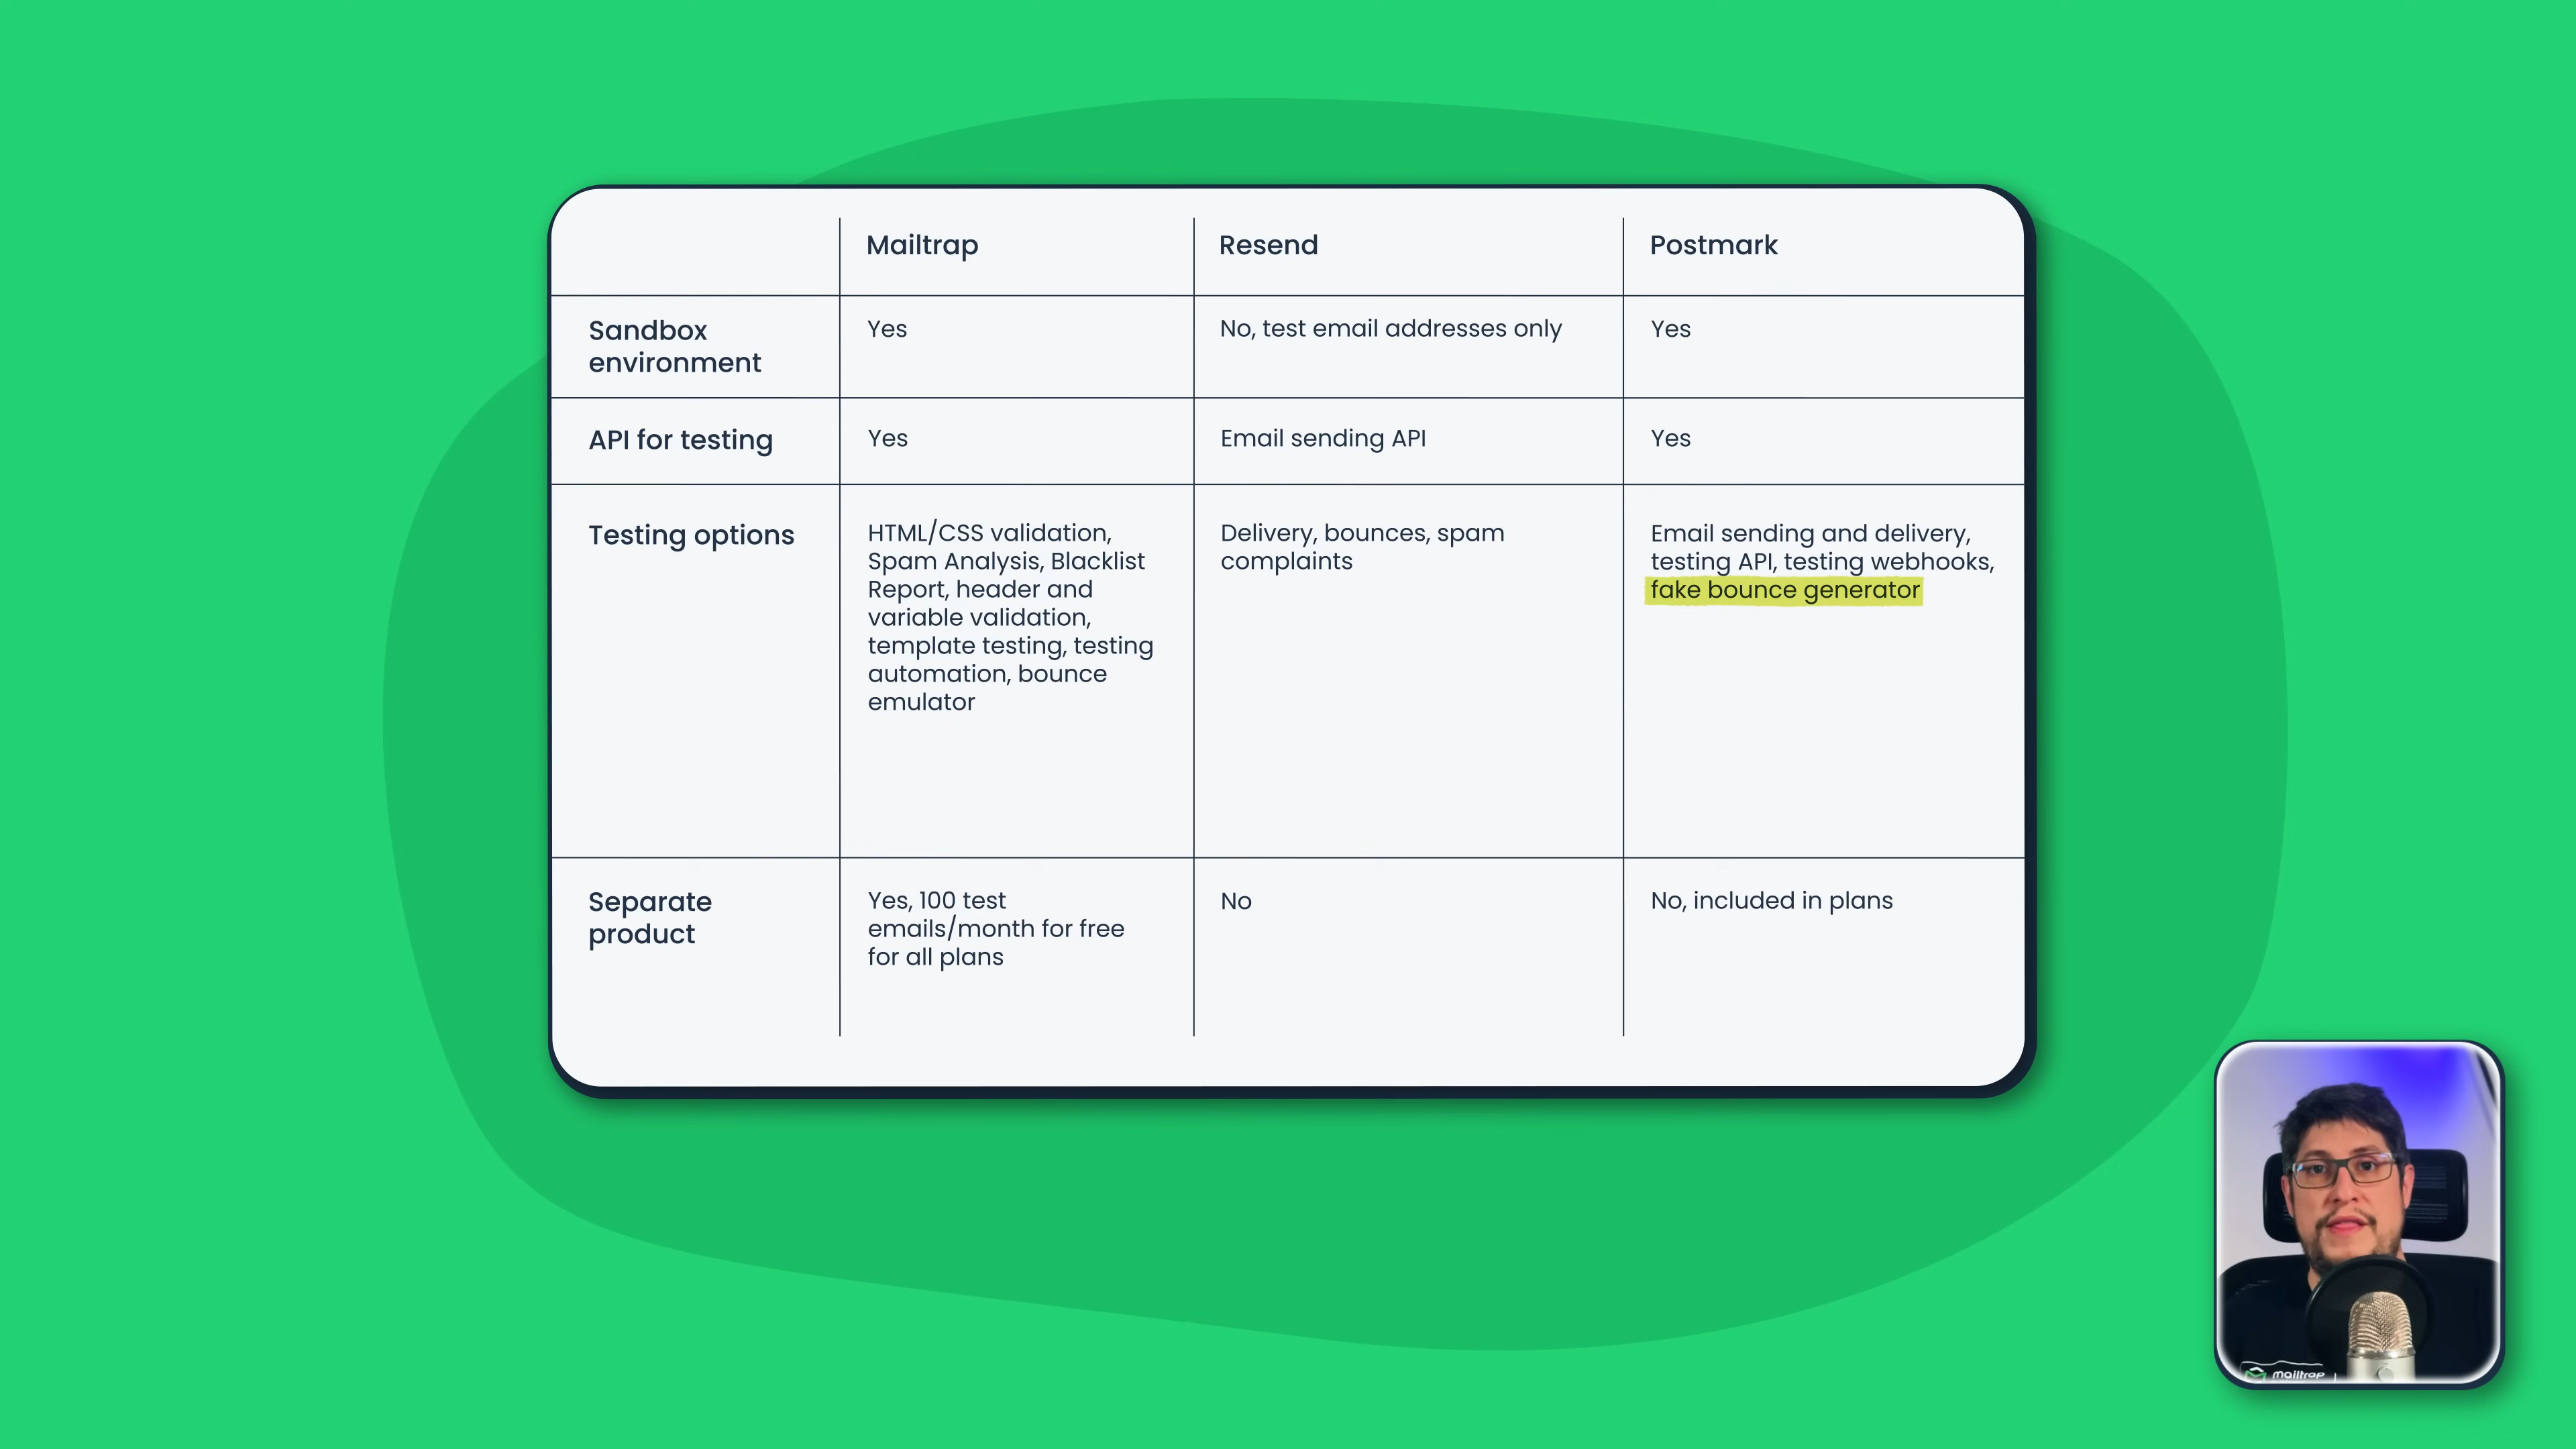 Mailtrap
Resend
Postmark
Sandbox
environment
Yes
No, test email addresses only
Yes
API for testing
Yes
Email sending API
Yes
Testing options
HTML/CSS validation,
Spam Analysis, Blacklist
Report, header and
variable validation,
template testing, testing
automation, bounce
emulator
Delivery, bounces, spam
complaints
Email sending and delivery,
testing API, testing webhooks,
fake bounce generator
Separate
product
Yes, 100 test
emails/month for free
for all plans
No
No, included in plans
mailtrap